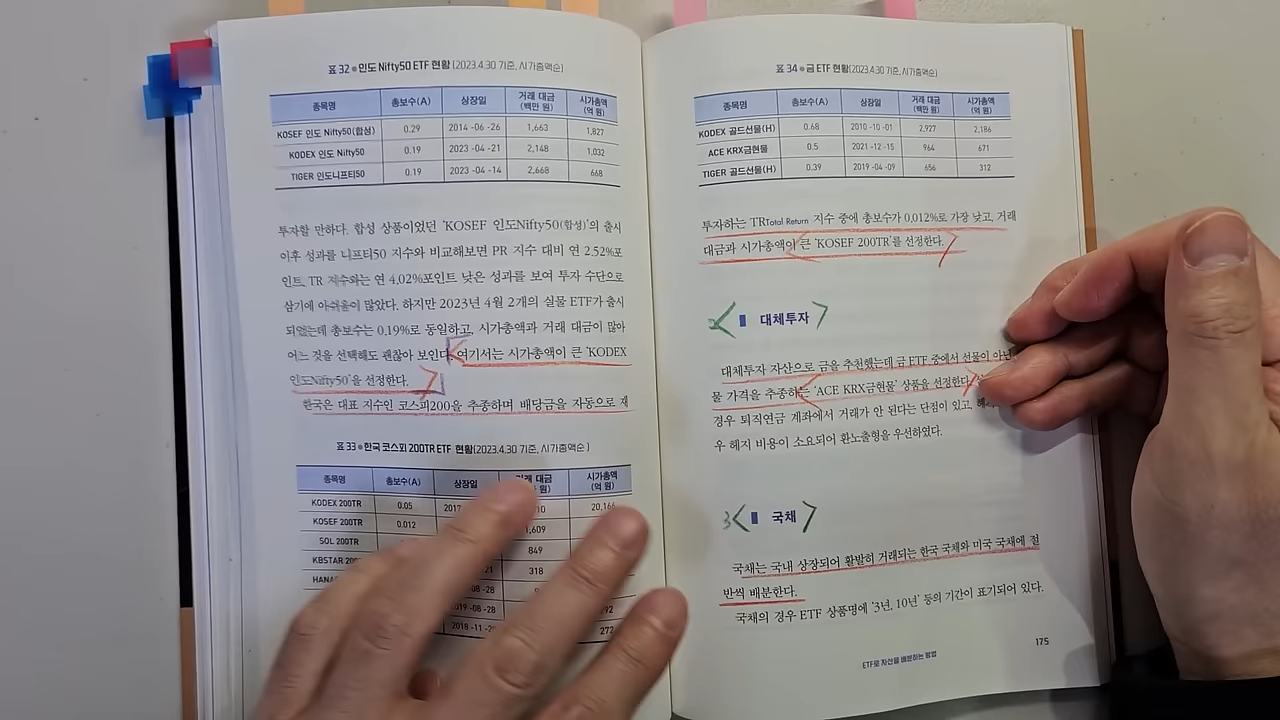 표 32 ● 인도 Nifty50 ETF 현황(2023.4.30 기준, 시가총액순)
종목명 총보수(A) 상장일 거래 대금(백만 원) 시가총액(억 원)
KOSEF 인도 Nifty50(합성) 0.29 2014-06-26 1,663 1,827
KODEX 인도 Nifty50 0.19 2023-04-21 2,148 1,032
TIGER 인도니프티50 0.19 2023-04-14 2,668 668
투자할 만하다. 합성 상품이었던 'KOSEF 인도Nifty50(합성)'의 출시
이후 성과를 니프티50 지수와 비교해보면 PR 지수 대비 연 2.52%포
인트, TR 지수와는 연 4.02%포인트 낮은 성과를 보여 투자 수단으로
삼기에 아쉬움이 많았다. 하지만 2023년 4월 2개의 실물 ETF가 출시
되었는데 총보수는 0.19%로 동일하고, 시가총액과 거래 대금이 많아
어느 것을 선택해도 괜찮아 보인다. 여기서는 시가총액이 큰 'KODEX
인도Nifty50'을 선정한다.
한국은 대표 지수인 코스피200을 추종하며 배당금을 자동으로 재
표 33 ● 한국 코스피 200TR ETF 현황(2023.4.30 기준, 시가총액순)
종목명 총보수(A) 상장일 대금 원) 시가총액(억 원)
KODEX 200TR 0.05 2017 10 20,166
KOSEF 200TR 0.012 1,609
SOL 200TR 849
KBSTAR 200 21 318
HANA 08-28
2019-08-28 92
2018-11-20 272
표 34 ● 금 ETF 현황(2023.4.30 기준, 시가총액순)
종목명 총보수(A) 상장일 거래 대금(백만 원) 시가총액(억 원)
KODEX 골드선물(H) 0.68 2010-10-01 2,927 2,186
ACE KRX금현물 0.5 2021-12-15 964 671
TIGER 골드선물(H) 0.39 2019-04-09 656 312
투자하는 TRTotal Return 지수 중에 총보수가 0.012%로 가장 낮고, 거래
대금과 시가총액이 큰 'KOSEF 200TR'를 선정한다.
대체투자
대체투자 자산으로 금을 추천했는데 금 ETF 중에서 선물이 아닌
물 가격을 추종하는 'ACE KRX금현물' 상품을 선정한다.
경우 퇴직연금 계좌에서 거래가 안 된다는 단점이 있고, 헤
우 헤지 비용이 소요되어 환노출형을 우선하였다.
3 국채
국채는 국내 상장되어 활발히 거래되는 한국 국채와 미국 국채에 절
반씩 배분한다.
국채의 경우 ETF 상품명에 '3년, 10년' 등의 기간이 표기되어 있다.
ETF로 자산을 배분하는 방법
175